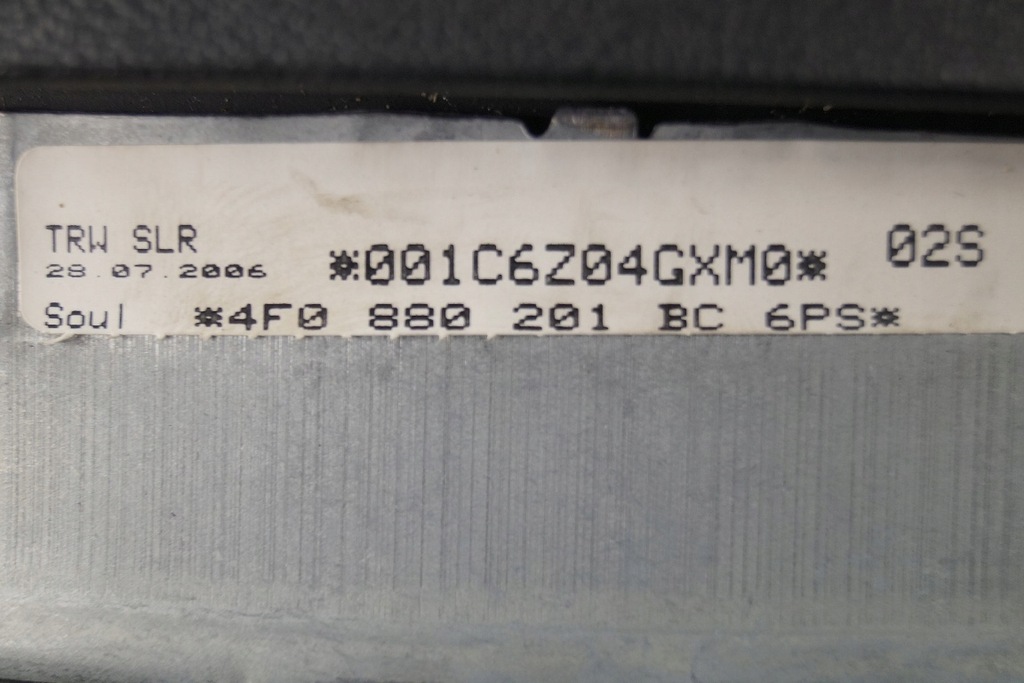 TRW SLR
28.07.2006
*001C6Z04GXM0*
02S
Soul *4F0 880 201 BC 6PS*